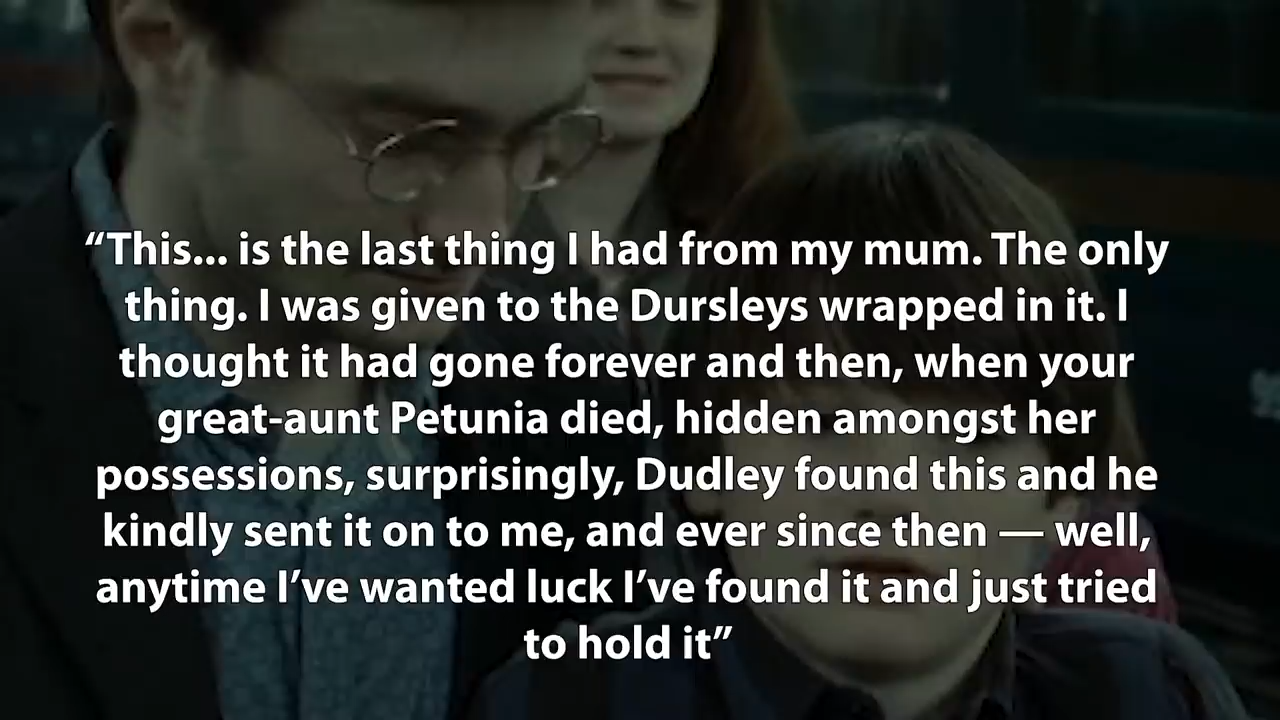 “This... is the last thing I had from my mum. The only
thing. I was given to the Dursleys wrapped in it. I
thought it had gone forever and then, when your
great-aunt Petunia died, hidden amongst her
possessions, surprisingly, Dudley found this and he
kindly sent it on to me, and ever since then — well,
anytime I’ve wanted luck I’ve found it and just tried
to hold it”